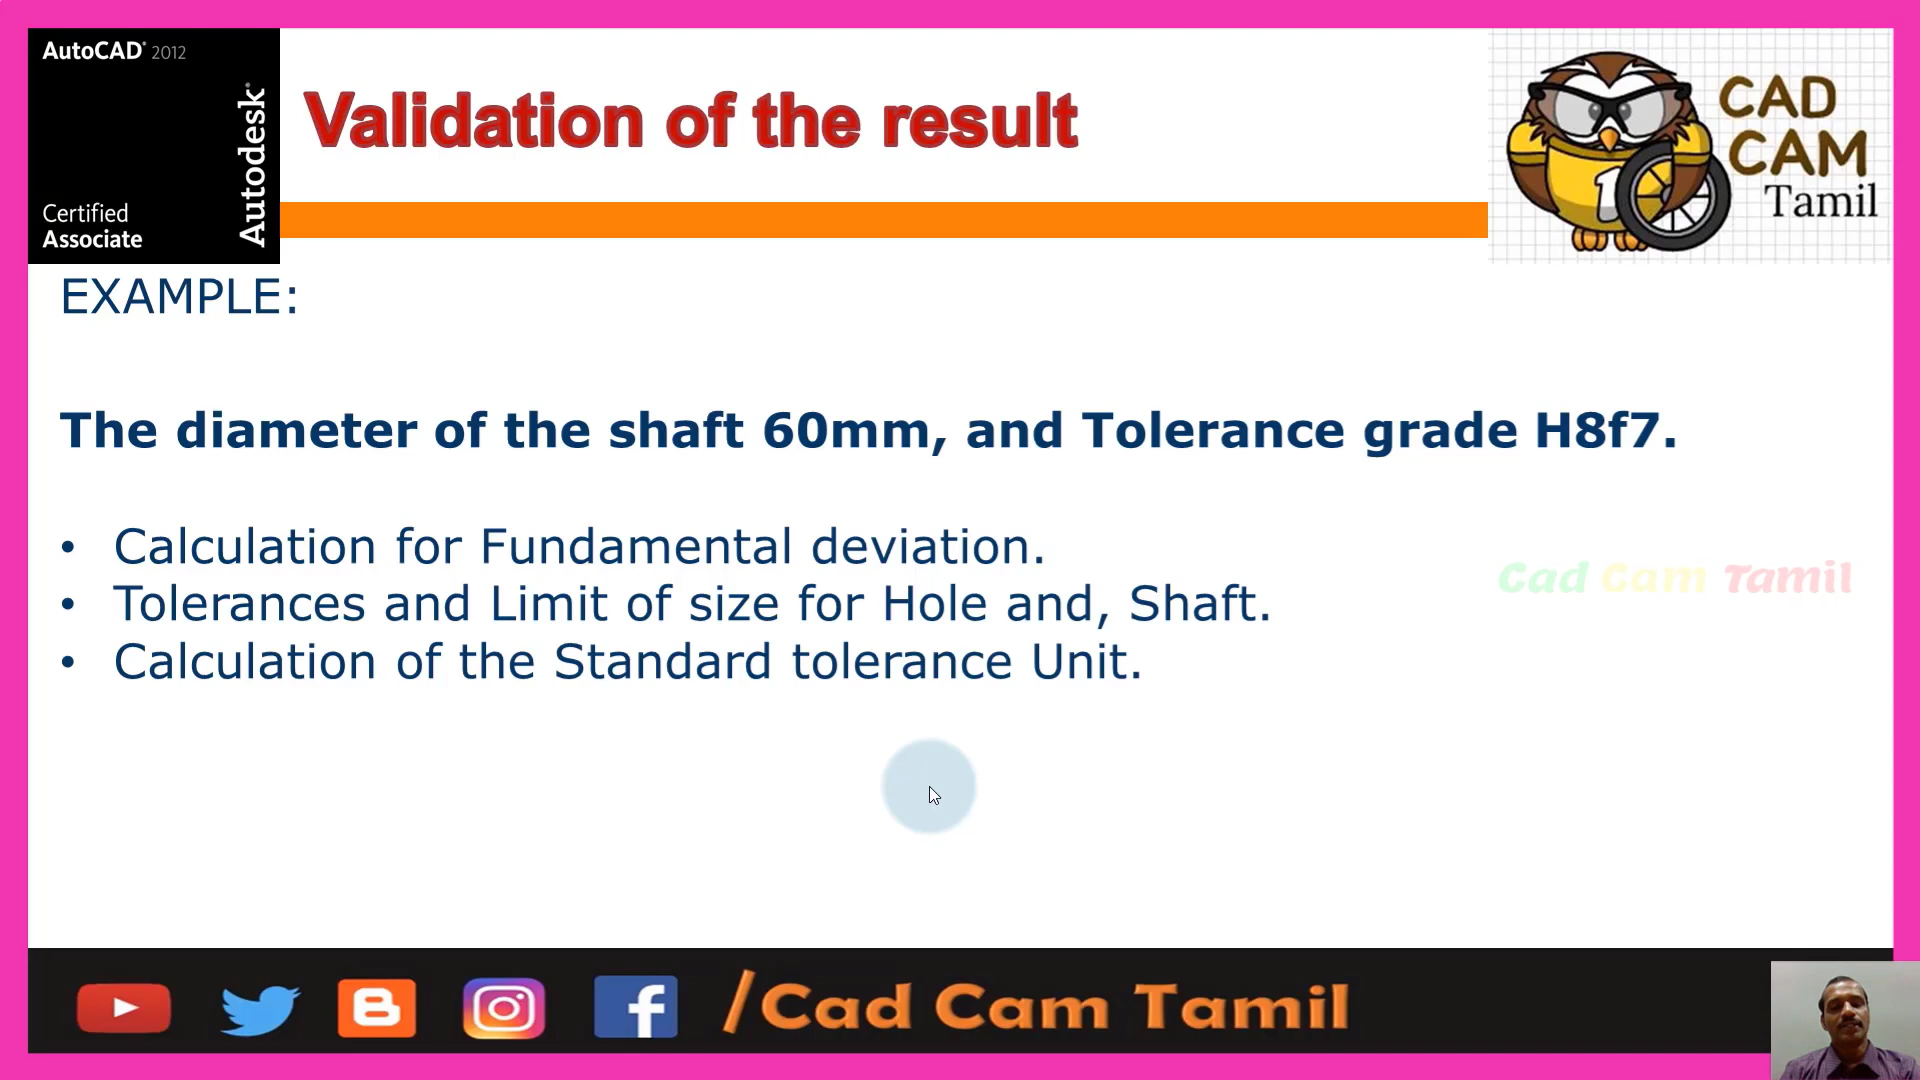 AutoCAD® 2012
Autodesk®
Certified
Associate
Validation of the result
CAD
CAM
Tamil
EXAMPLE:
The diameter of the shaft 60mm, and Tolerance grade H8f7.
• Calculation for Fundamental deviation.
• Tolerances and Limit of size for Hole and, Shaft.
• Calculation of the Standard tolerance Unit.
Cad Cam Tamil
/Cad Cam Tamil